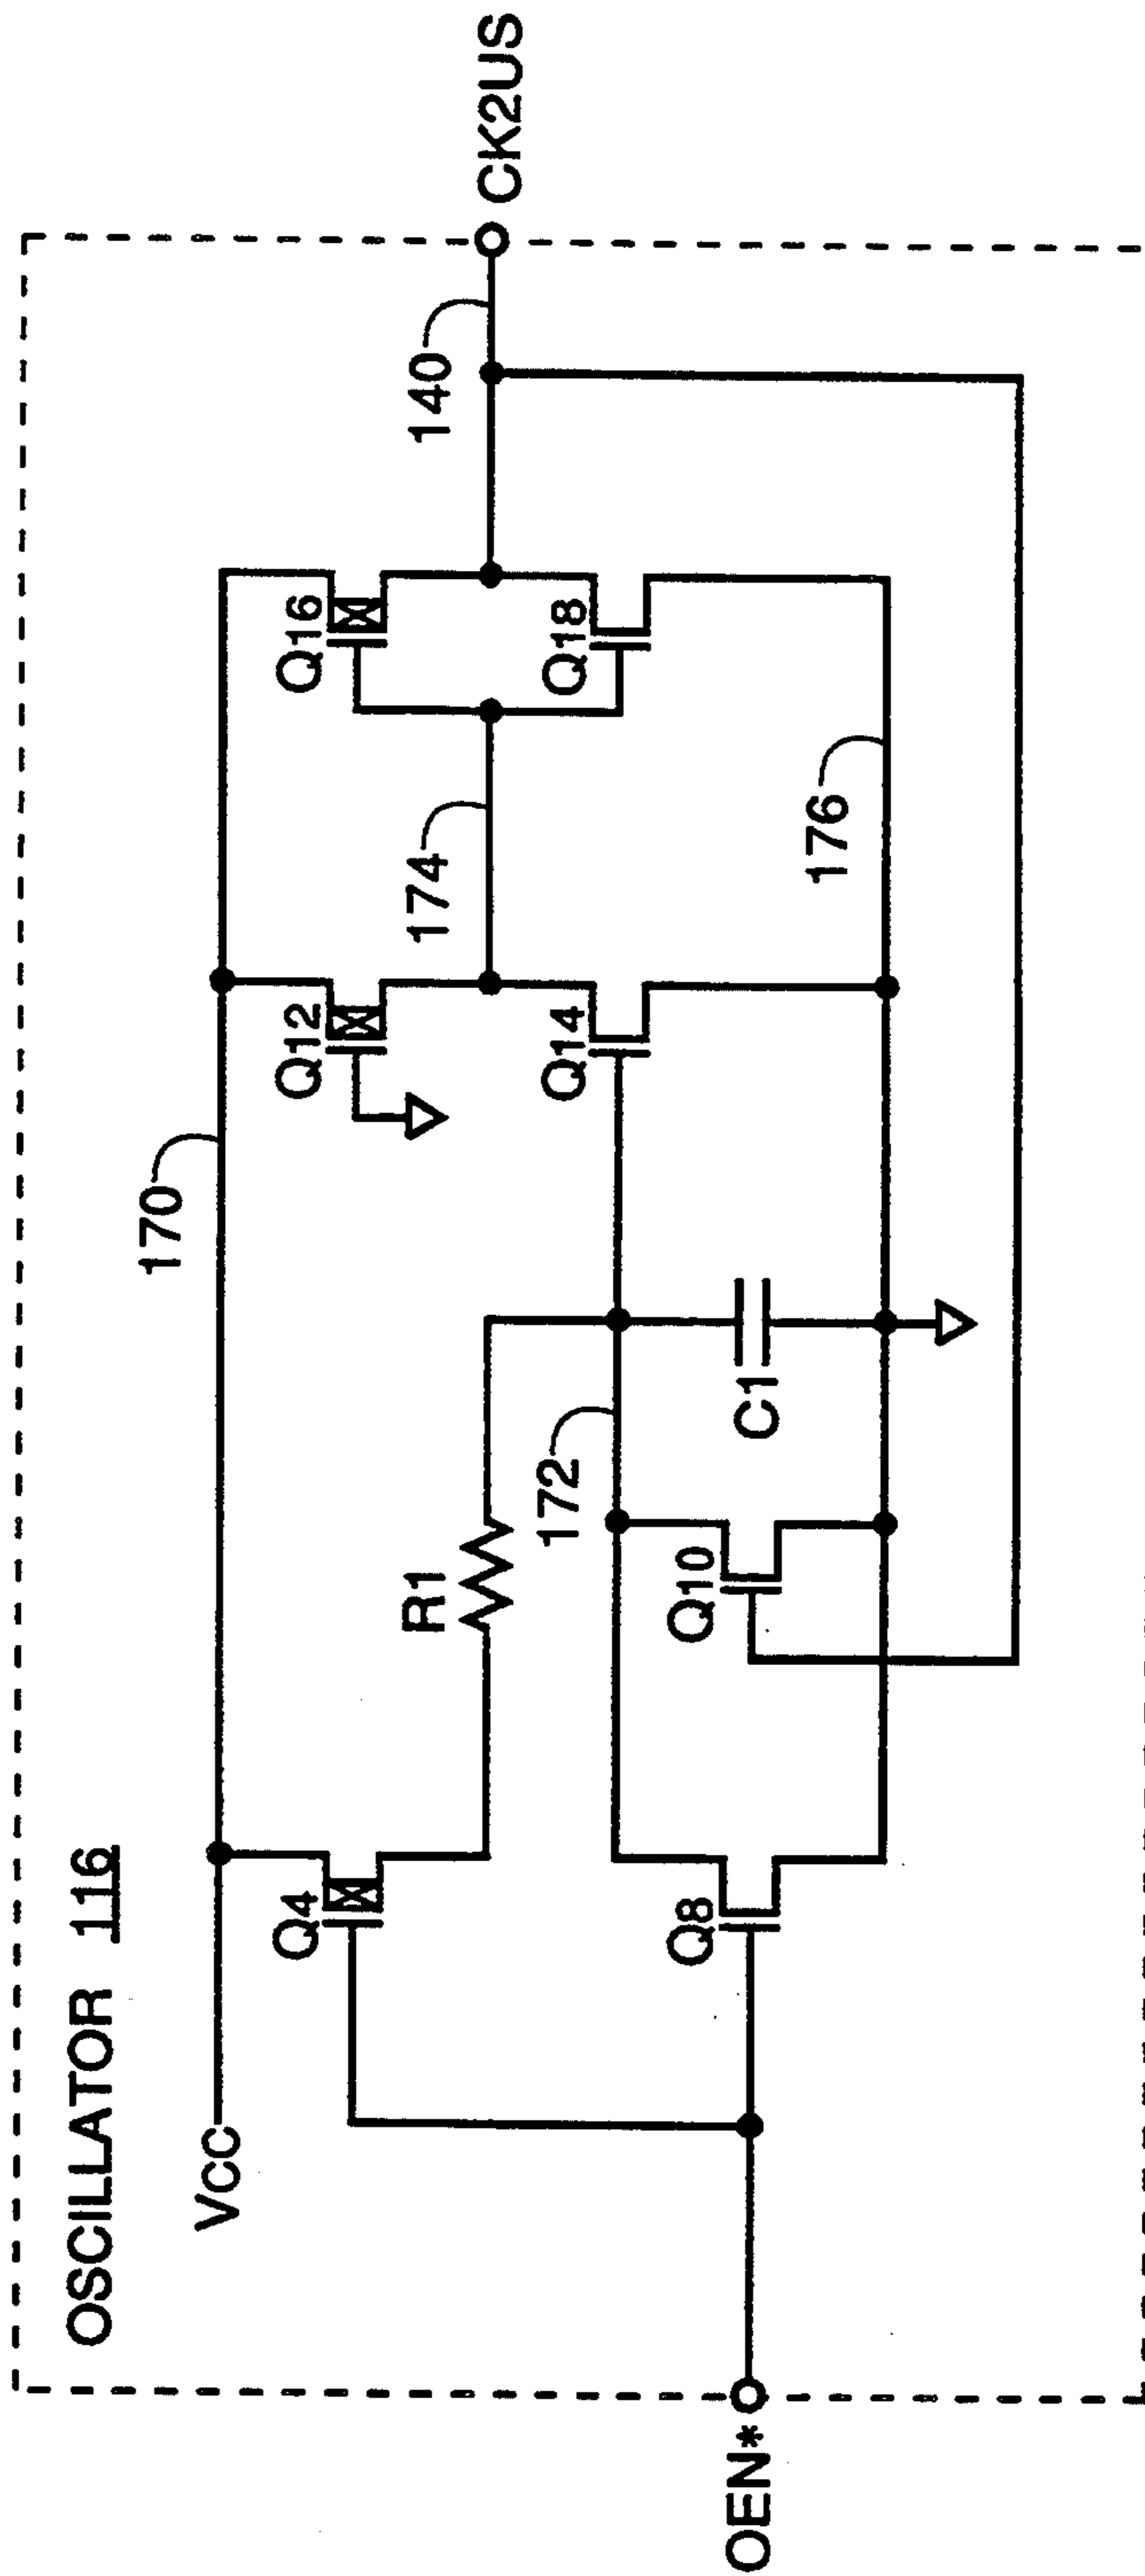 OSCILLATOR 116
VCC
170
Q4
Q12
Q16
R1
174
140
CK2US
172
Q14
Q18
OEN*
Q8
Q10
C1
176